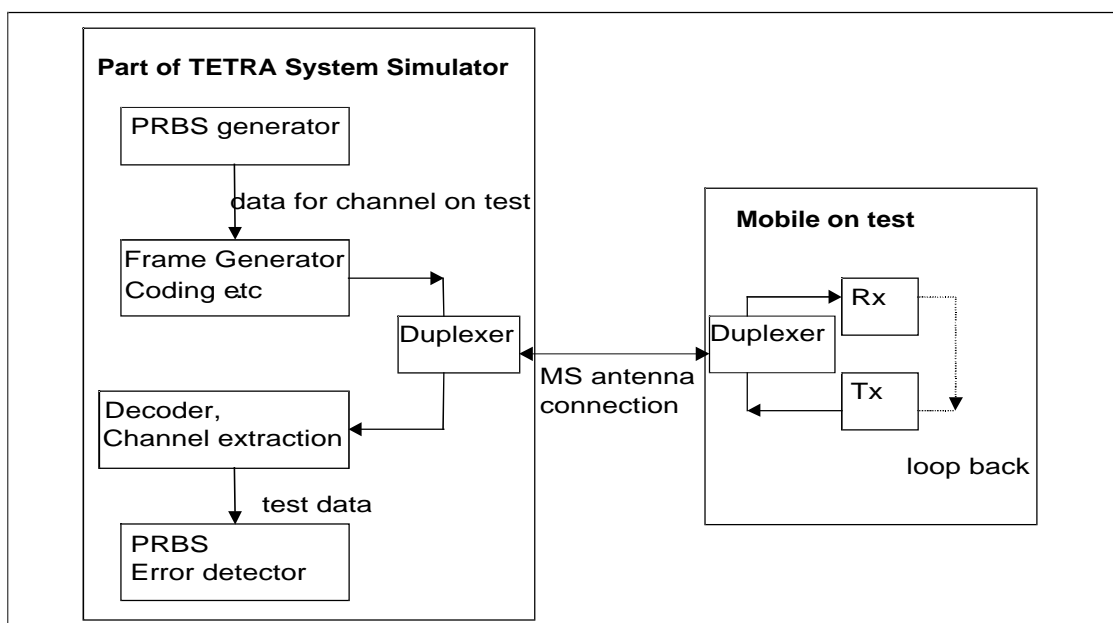 Part of TETRA System Simulator
PRBS generator
data for channel on test
Frame Generator
Coding etc
Duplexer
Decoder,
Channel extraction
test data
PRBS
Error detector
MS antenna
connection
Mobile on test
Rx
Duplexer
Tx
loop back